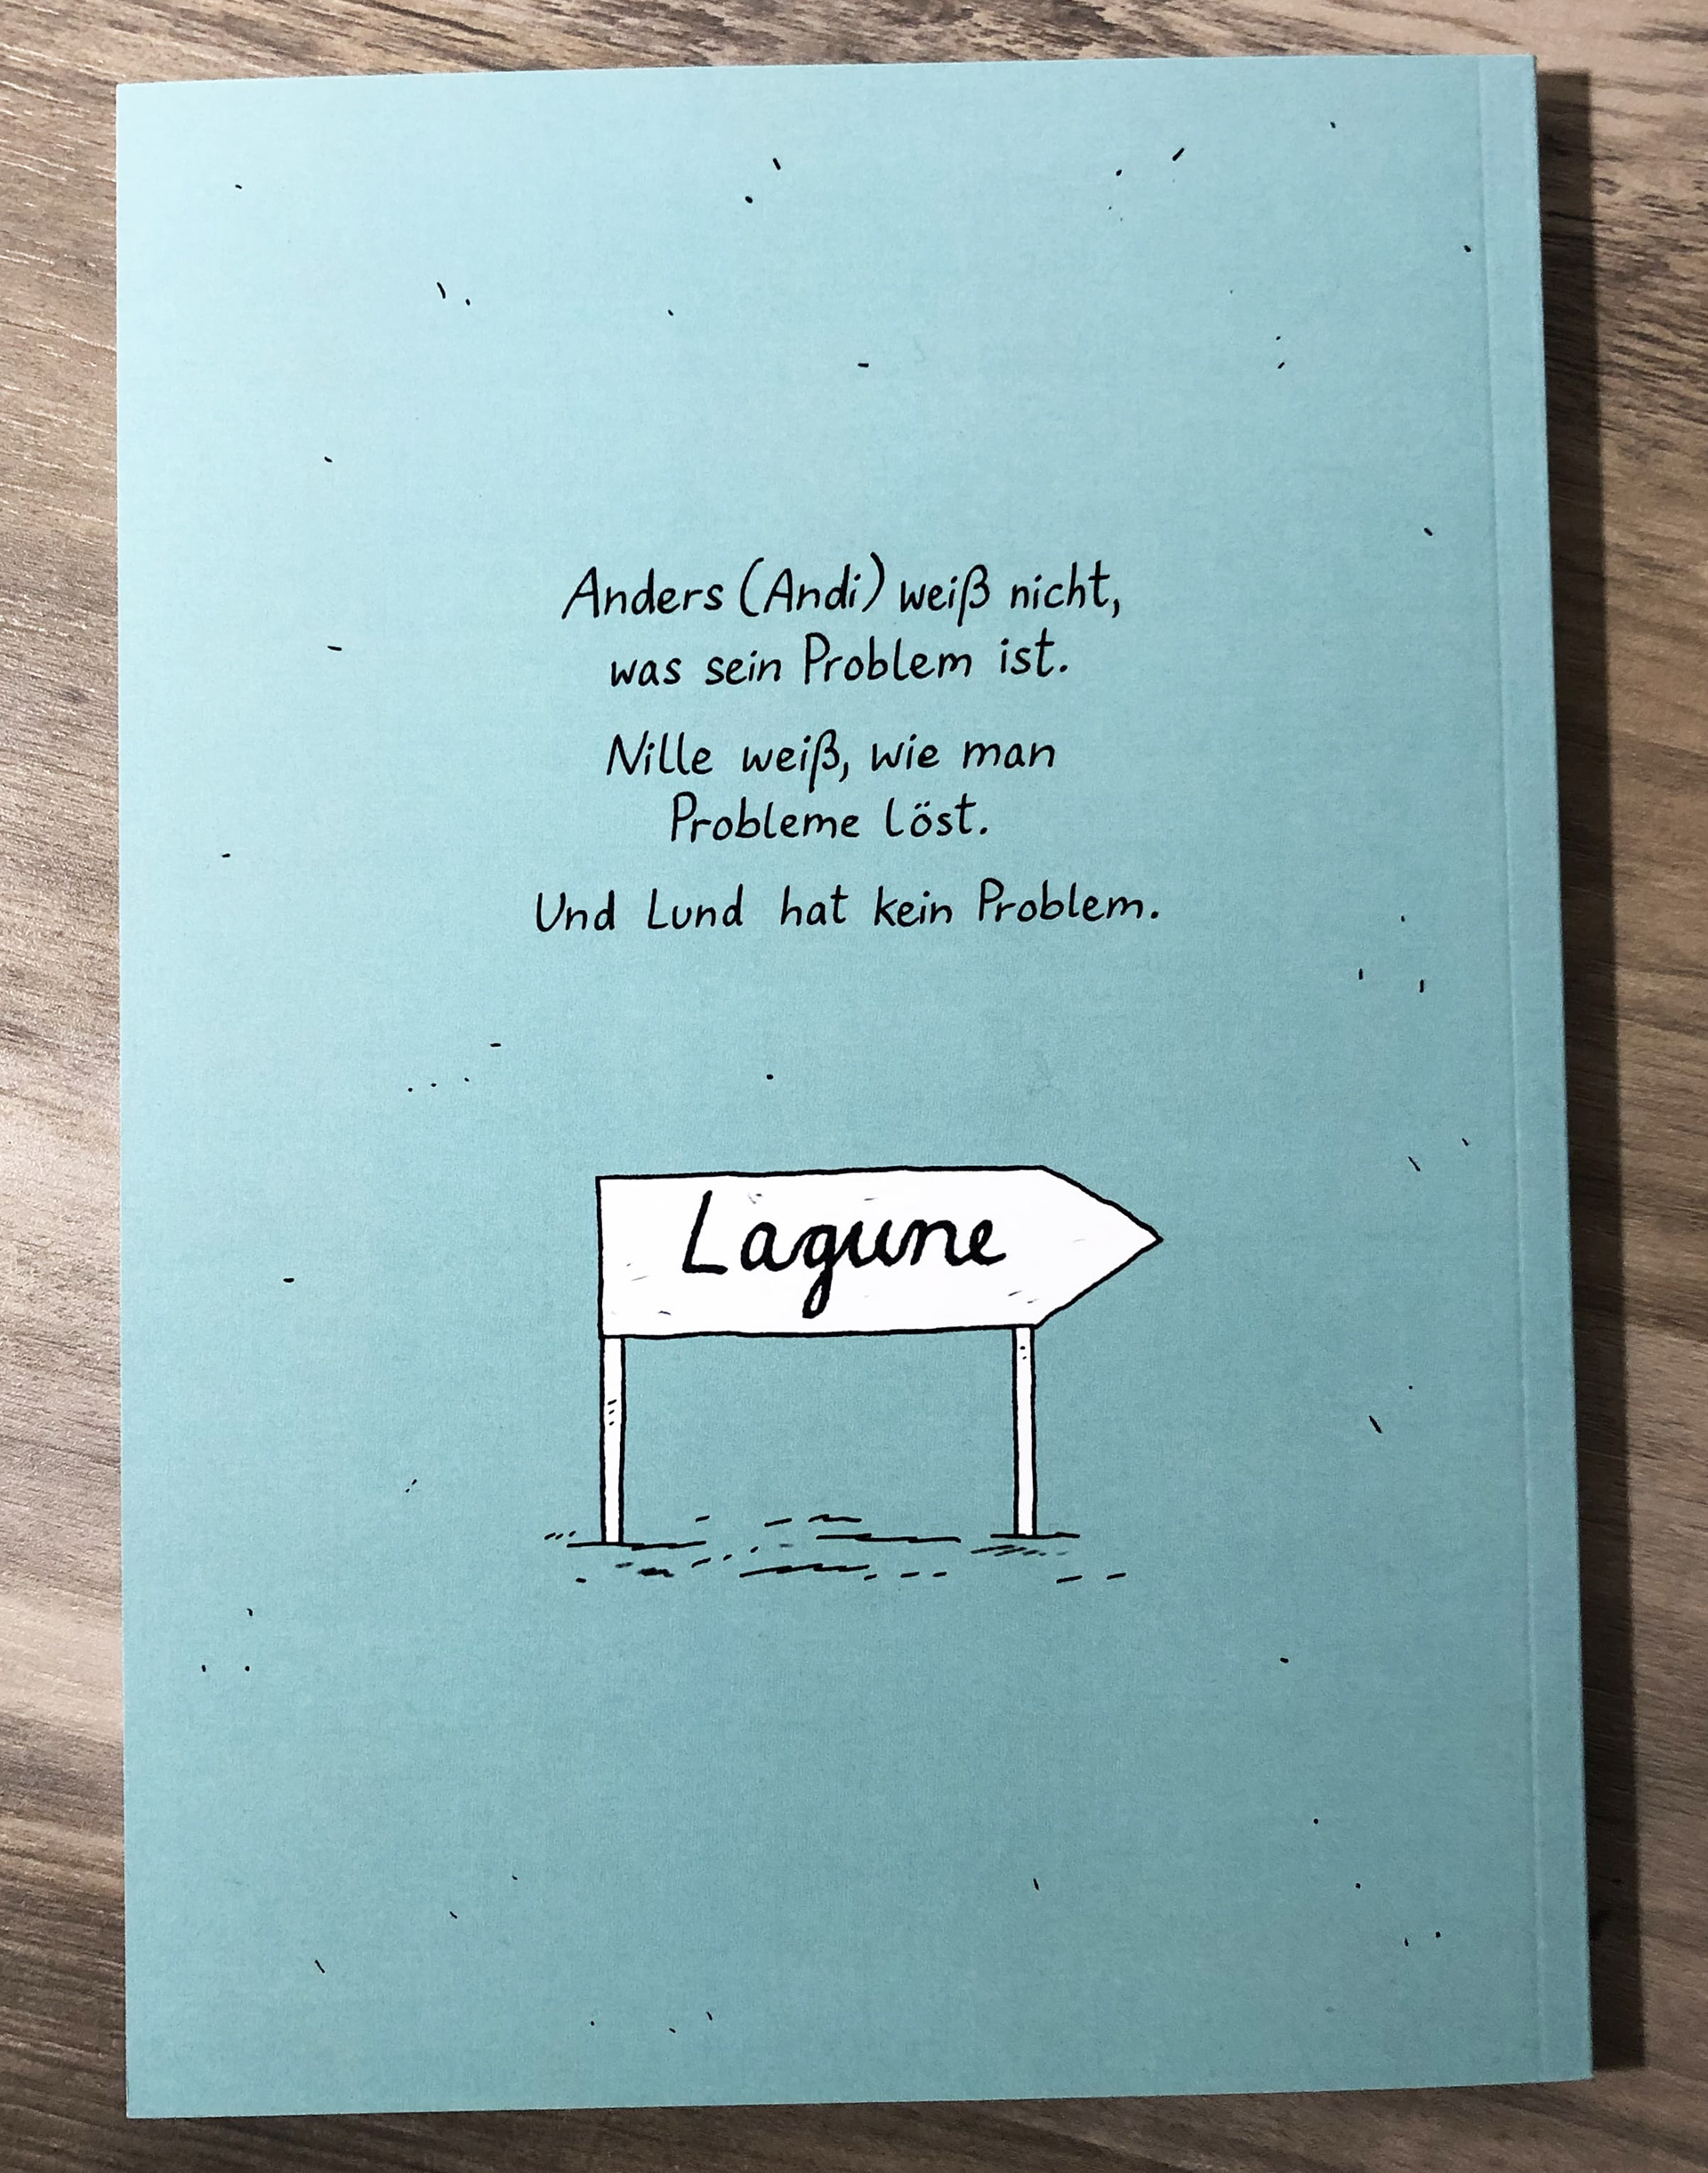 Anders (Andi) weiß nicht,
was sein Problem ist.
Nille weiß, wie man
Probleme löst.
Und Lund hat kein Problem.
Lagune